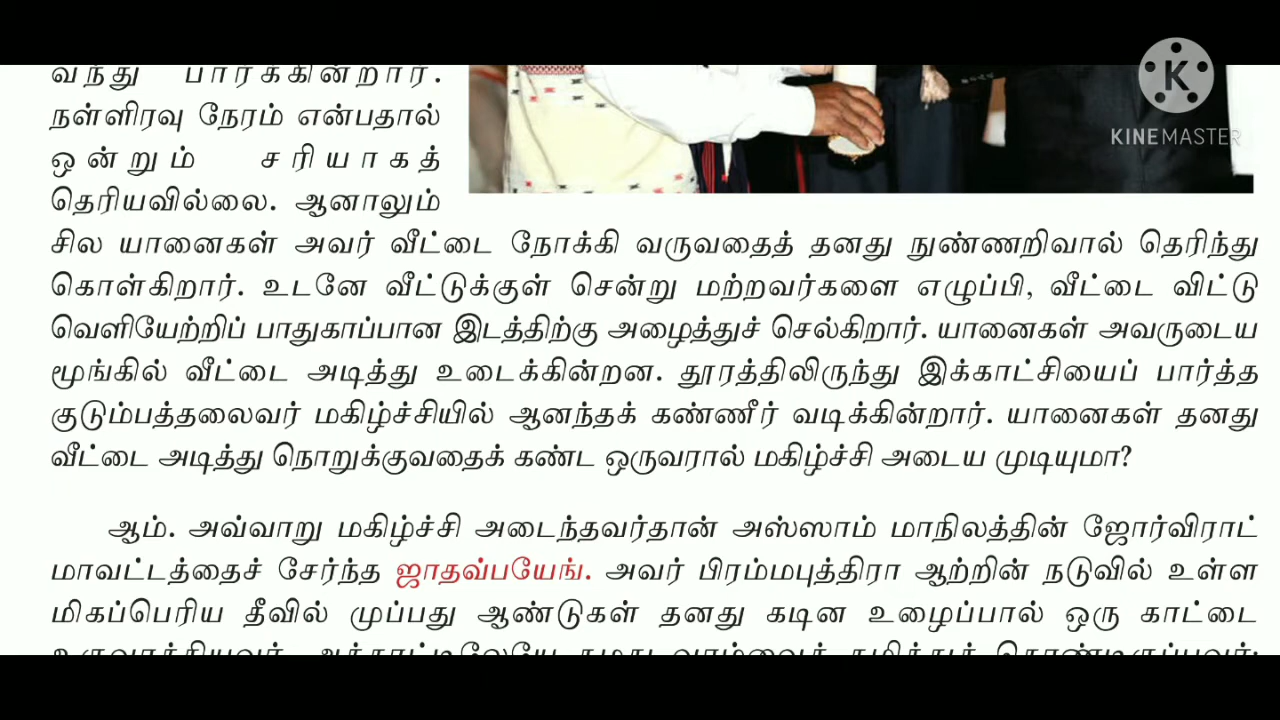 வந்து பார்க்கின்றார்.
நள்ளிரவு நேரம் என்பதால்
ஒன்றும் சரியாகத்
தெரியவில்லை. ஆனாலும்
சில யானைகள் அவர் வீட்டை நோக்கி வருவதைத் தனது நுண்ணறிவால் தெரிந்து
கொள்கிறார். உடனே வீட்டுக்குள் சென்று மற்றவர்களை எழுப்பி, வீட்டை விட்டு
வெளியேற்றிப் பாதுகாப்பான இடத்திற்கு அழைத்துச் செல்கிறார். யானைகள் அவருடைய
மூங்கில் வீட்டை அடித்து உடைக்கின்றன. தூரத்திலிருந்து இக்காட்சியைப் பார்த்த
குடும்பத்தலைவர் மகிழ்ச்சியில் ஆனந்தக் கண்ணீர் வடிக்கின்றார். யானைகள் தனது
வீட்டை அடித்து நொறுக்குவதைக் கண்ட ஒருவரால் மகிழ்ச்சி அடைய முடியுமா?
ஆம். அவ்வாறு மகிழ்ச்சி அடைந்தவர்தான் அஸ்ஸாம் மாநிலத்தின் ஜோர்விராட்
மாவட்டத்தைச் சேர்ந்த ஜாதவ்பயேங். அவர் பிரம்மபுத்திரா ஆற்றின் நடுவில் உள்ள
மிகப்பெரிய தீவில் முப்பது ஆண்டுகள் தனது கடின உழைப்பால் ஒரு காட்டை
K
KINEMASTER